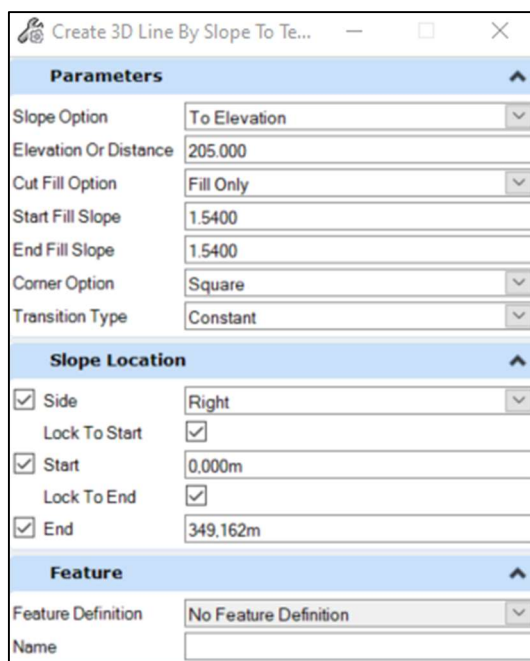 Create 3D Line By Slope To Te...
Parameters
Slope Option To Elevation
Elevation Or Distance 205.000
Cut Fill Option Fill Only
Start Fill Slope 1.5400
End Fill Slope 1.5400
Corner Option Square
Transition Type Constant
Slope Location
Side Right
Lock To Start
Start 0,000m
Lock To End
End 349,162m
Feature
Feature Definition No Feature Definition
Name